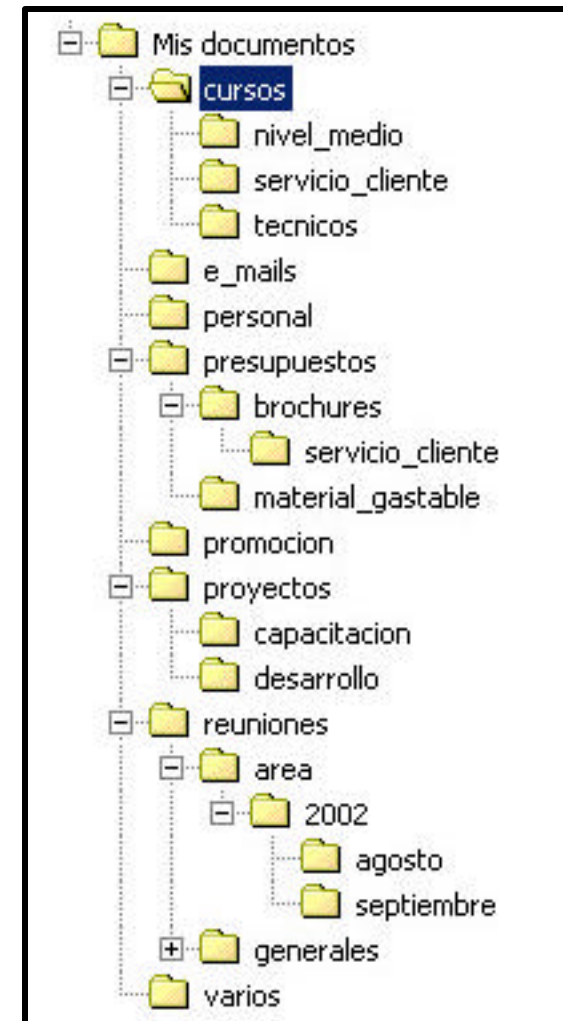 Mis documentos
cursos
nivel_medio
servicio_cliente
tecnicos
e_mails
personal
presupuestos
brochures
servicio_cliente
material_gastable
promocion
proyectos
capacitacion
desarrollo
reuniones
area
2002
agosto
septiembre
generales
varios